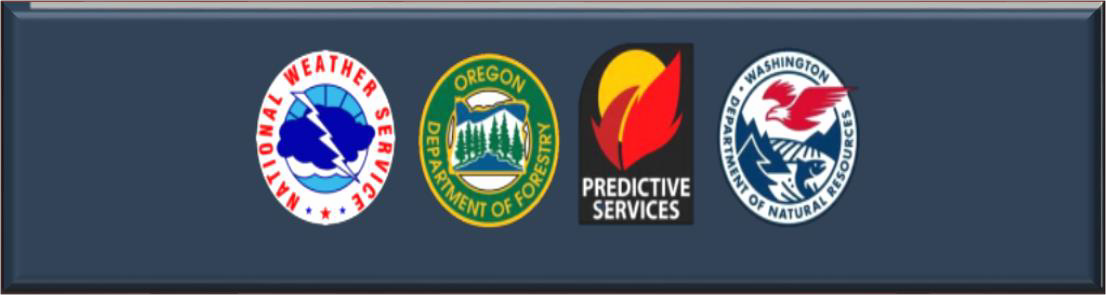 NATIONAL WEATHER SERVICE
OREGON
DEPARTMENT OF FORESTRY
PREDICTIVE
SERVICES
WASHINGTON
DEPARTMENT OF NATURAL RESOURCES